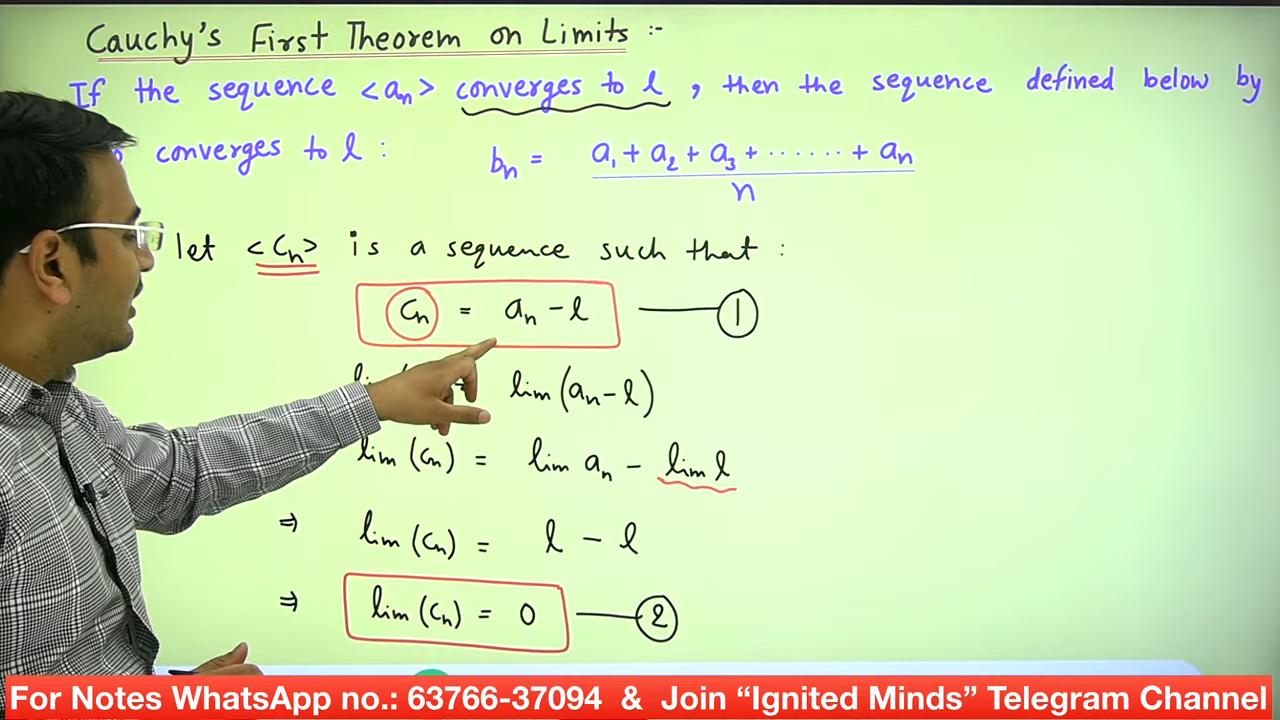 Cauchy's First Theorem on Limits :-
If the sequence <aₙ> converges to l , then the sequence defined below by
converges to l : bₙ = a₁ + a₂ + a₃ + ...... + aₙ / n
let <Cₙ> is a sequence such that :
Cₙ = aₙ - l ——— ①
lim (aₙ - l)
lim (Cₙ) = lim aₙ - lim l
⇒ lim (Cₙ) = l - l
⇒ lim (Cₙ) = 0 ——— ②
For Notes WhatsApp no.: 63766-37094 & Join “Ignited Minds” Telegram Channel